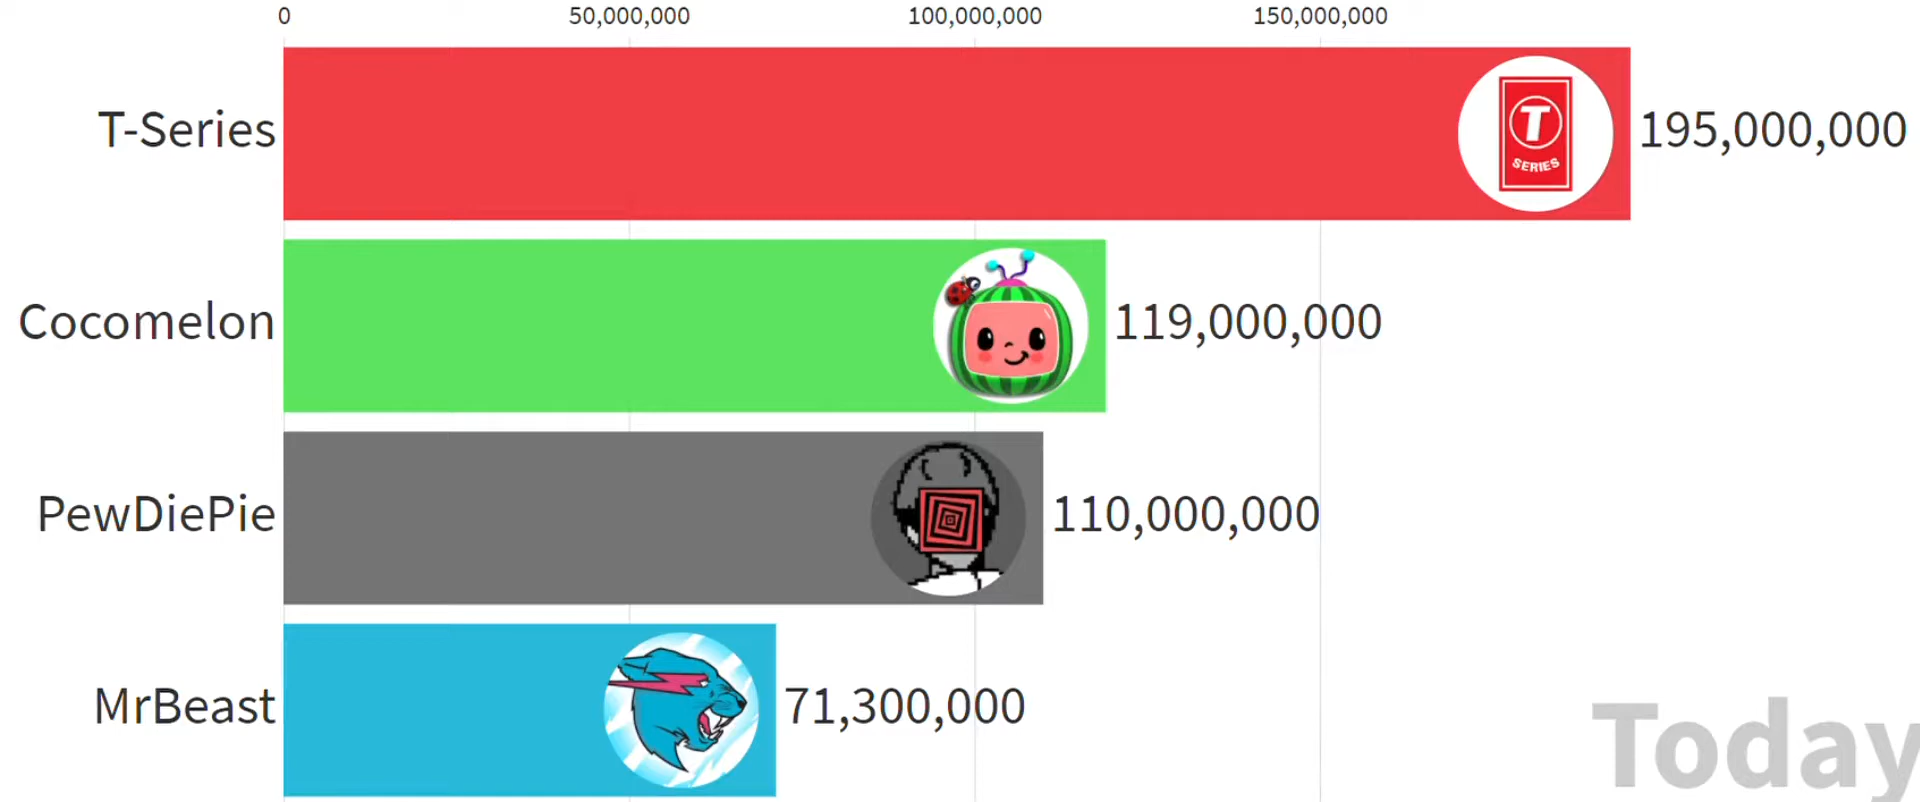 0 50,000,000 100,000,000 150,000,000
T-Series T SERIES 195,000,000
Cocomelon 119,000,000
PewDiePie 110,000,000
MrBeast 71,300,000
Today